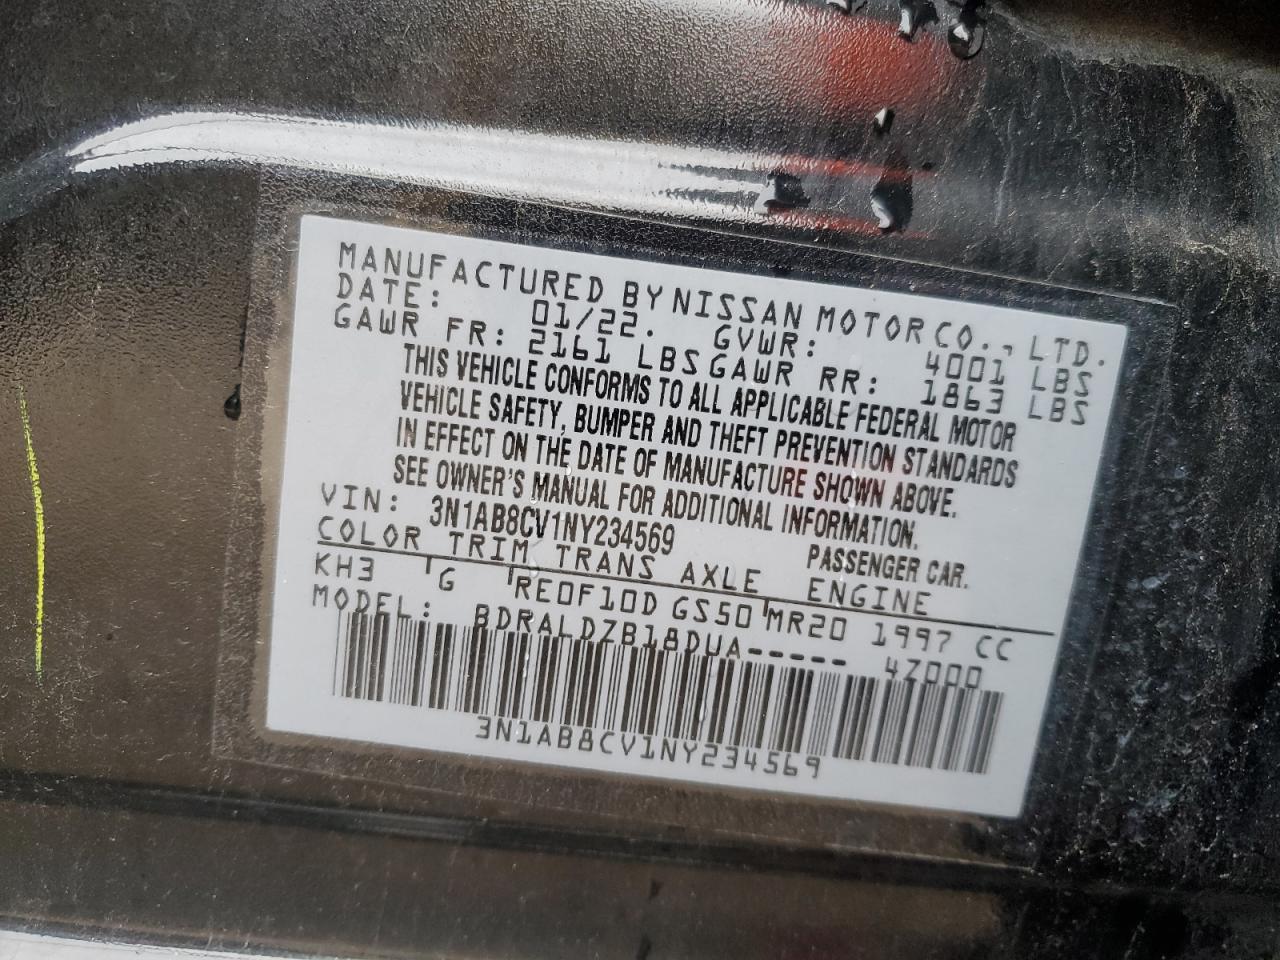 MANUFACTURED BY NISSAN MOTOR CO., LTD.
DATE: 01/22. GVWR: 4001 LBS
GAWR FR: 2161 LBS GAWR RR: 1863 LBS
THIS VEHICLE CONFORMS TO ALL APPLICABLE FEDERAL MOTOR
VEHICLE SAFETY, BUMPER AND THEFT PREVENTION STANDARDS
IN EFFECT ON THE DATE OF MANUFACTURE SHOWN ABOVE.
SEE OWNER'S MANUAL FOR ADDITIONAL INFORMATION.
VIN: 3N1AB8CV1NY234569 PASSENGER CAR.
COLOR TRIM TRANS AXLE ENGINE
KH3 G RE0F10D GS50 MR20 1997 CC
MODEL: BDRALDZB18DUA----- 4Z000
3N1AB8CV1NY234569